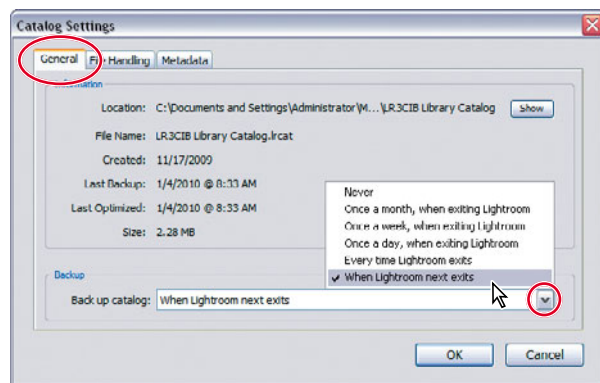 Catalog Settings
General File Handling Metadata
Information
Location: C:\Documents and Settings\Administrator\M...\LR3CIB Library Catalog Show
File Name: LR3CIB Library Catalog.lrcat
Created: 11/17/2009
Last Backup: 1/4/2010 @ 8:33 AM
Last Optimized: 1/4/2010 @ 8:33 AM
Size: 2.28 MB
Never
Once a month, when exiting Lightroom
Once a week, when exiting Lightroom
Once a day, when exiting Lightroom
Every time Lightroom exits
✓ When Lightroom next exits
Backup
Back up catalog: When Lightroom next exits
OK Cancel